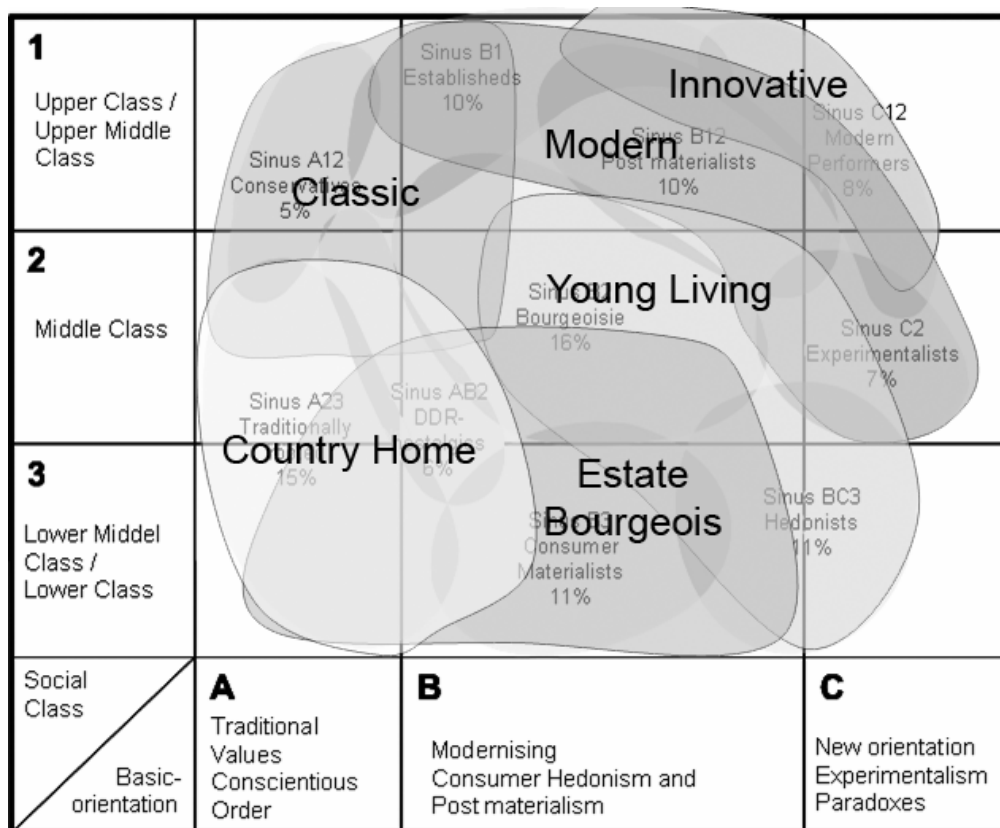 1
Upper Class /
Upper Middle
Class
Sinus B1
Establisheds
10%
Innovative
Modern
Sinus B12
Post materialists
10%
Sinus C12
Modern
Performers
8%
Sinus A12
Conservatives
5%
Classic
2
Middle Class
Young Living
Sinus B2
Bourgeoisie
16%
Sinus C2
Experimentalists
7%
Sinus A23
Traditionally
15%
Sinus AB2
DDR-
6%
Country Home
3
Lower Middel
Class /
Lower Class
Estate
Bourgeois
Sinus B3
Consumer
Materialists
11%
Sinus BC3
Hedonists
11%
Social
Class
Basic-
orientation
A
Traditional
Values
Conscientious
Order
B
Modernising
Consumer Hedonism and
Post materialism
C
New orientation
Experimentalism
Paradoxes